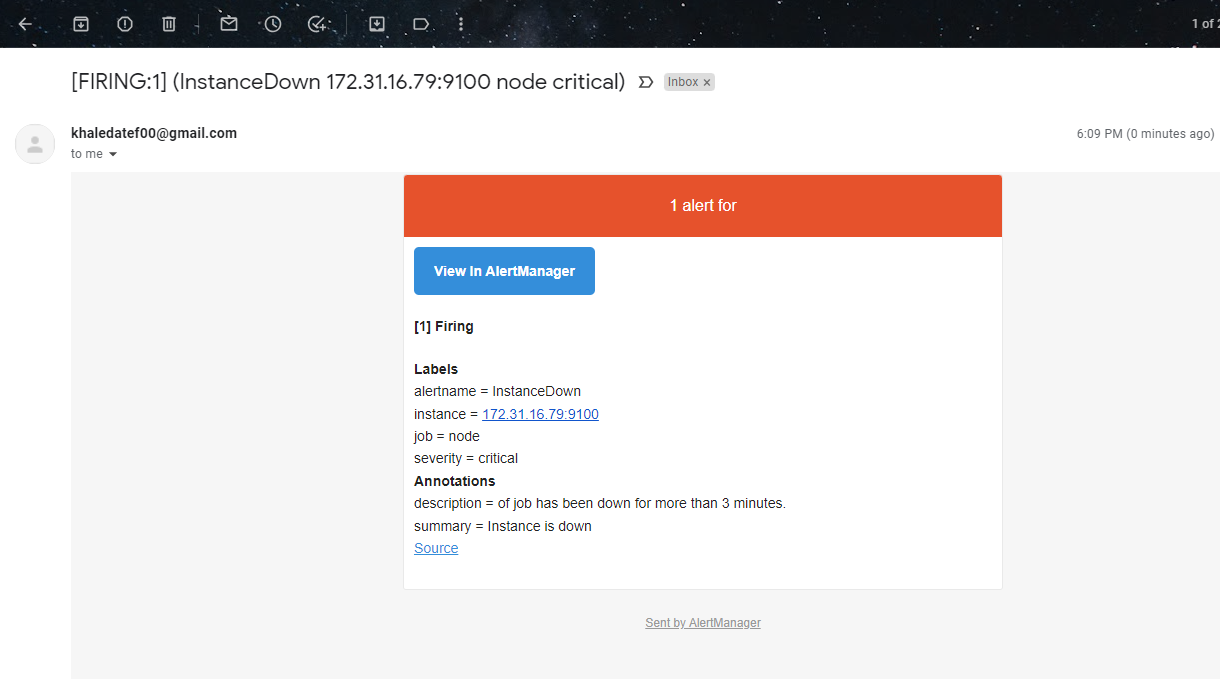 1 of 2
[FIRING:1] (InstanceDown 172.31.16.79:9100 node critical) Inbox ×
khaledatef00@gmail.com 6:09 PM (0 minutes ago)
to me
1 alert for
View In AlertManager
[1] Firing
Labels
alertname = InstanceDown
instance = 172.31.16.79:9100
job = node
severity = critical
Annotations
description = of job has been down for more than 3 minutes.
summary = Instance is down
Source
Sent by AlertManager